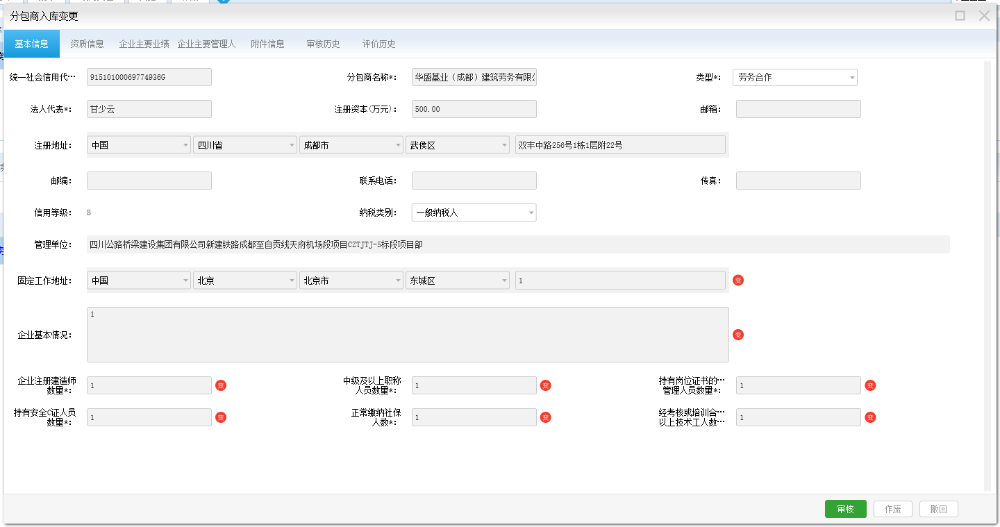 分包商入库变更
基本信息 资质信息 企业主要业绩 企业主要管理人 附件信息 审核历史 评价历史
统一社会信用代… 91510100069774936G 分包商名称*: 华盛基业（成都）建筑劳务有限 类型*: 劳务合作
法人代表*: 甘少云 注册资本(万元): 500.00 邮箱:
注册地址: 中国 四川省 成都市 武侯区 双丰中路256号1栋1层附22号
邮编: 联系电话: 传真:
信用等级: B 纳税类别: 一般纳税人
管理单位: 四川公路桥梁建设集团有限公司新建铁路成都至自贡线天府机场段项目CZTJTJ-5标段项目部
固定工作地址: 中国 北京 北京市 东城区 1 变
企业基本情况: 1 变
企业注册建造师数量*: 1 变 中级及以上职称人员数量*: 1 变 持有岗位证书的…管理人员数量*: 1 变
持有安全C证人员数量*: 1 变 正常缴纳社保人数*: 1 变 经考核或培训合…以上技术工人数… 1 变
审核 作废 撤回